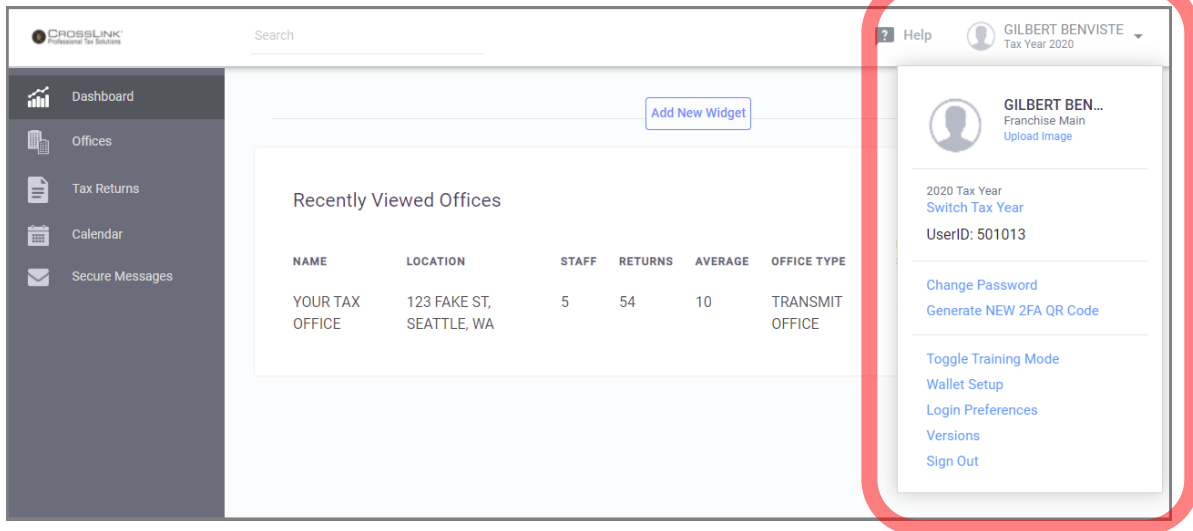 CROSSLINK
Professional Tax Solutions
Search
? Help
GILBERT BENVISTE
Tax Year 2020
Dashboard
Offices
Tax Returns
Calendar
Secure Messages
Add New Widget
Recently Viewed Offices
NAME LOCATION STAFF RETURNS AVERAGE OFFICE TYPE
YOUR TAX 123 FAKE ST, 5 54 10 TRANSMIT
OFFICE SEATTLE, WA OFFICE
GILBERT BEN...
Franchise Main
Upload Image
2020 Tax Year
Switch Tax Year
UserID: 501013
Change Password
Generate NEW 2FA QR Code
Toggle Training Mode
Wallet Setup
Login Preferences
Versions
Sign Out